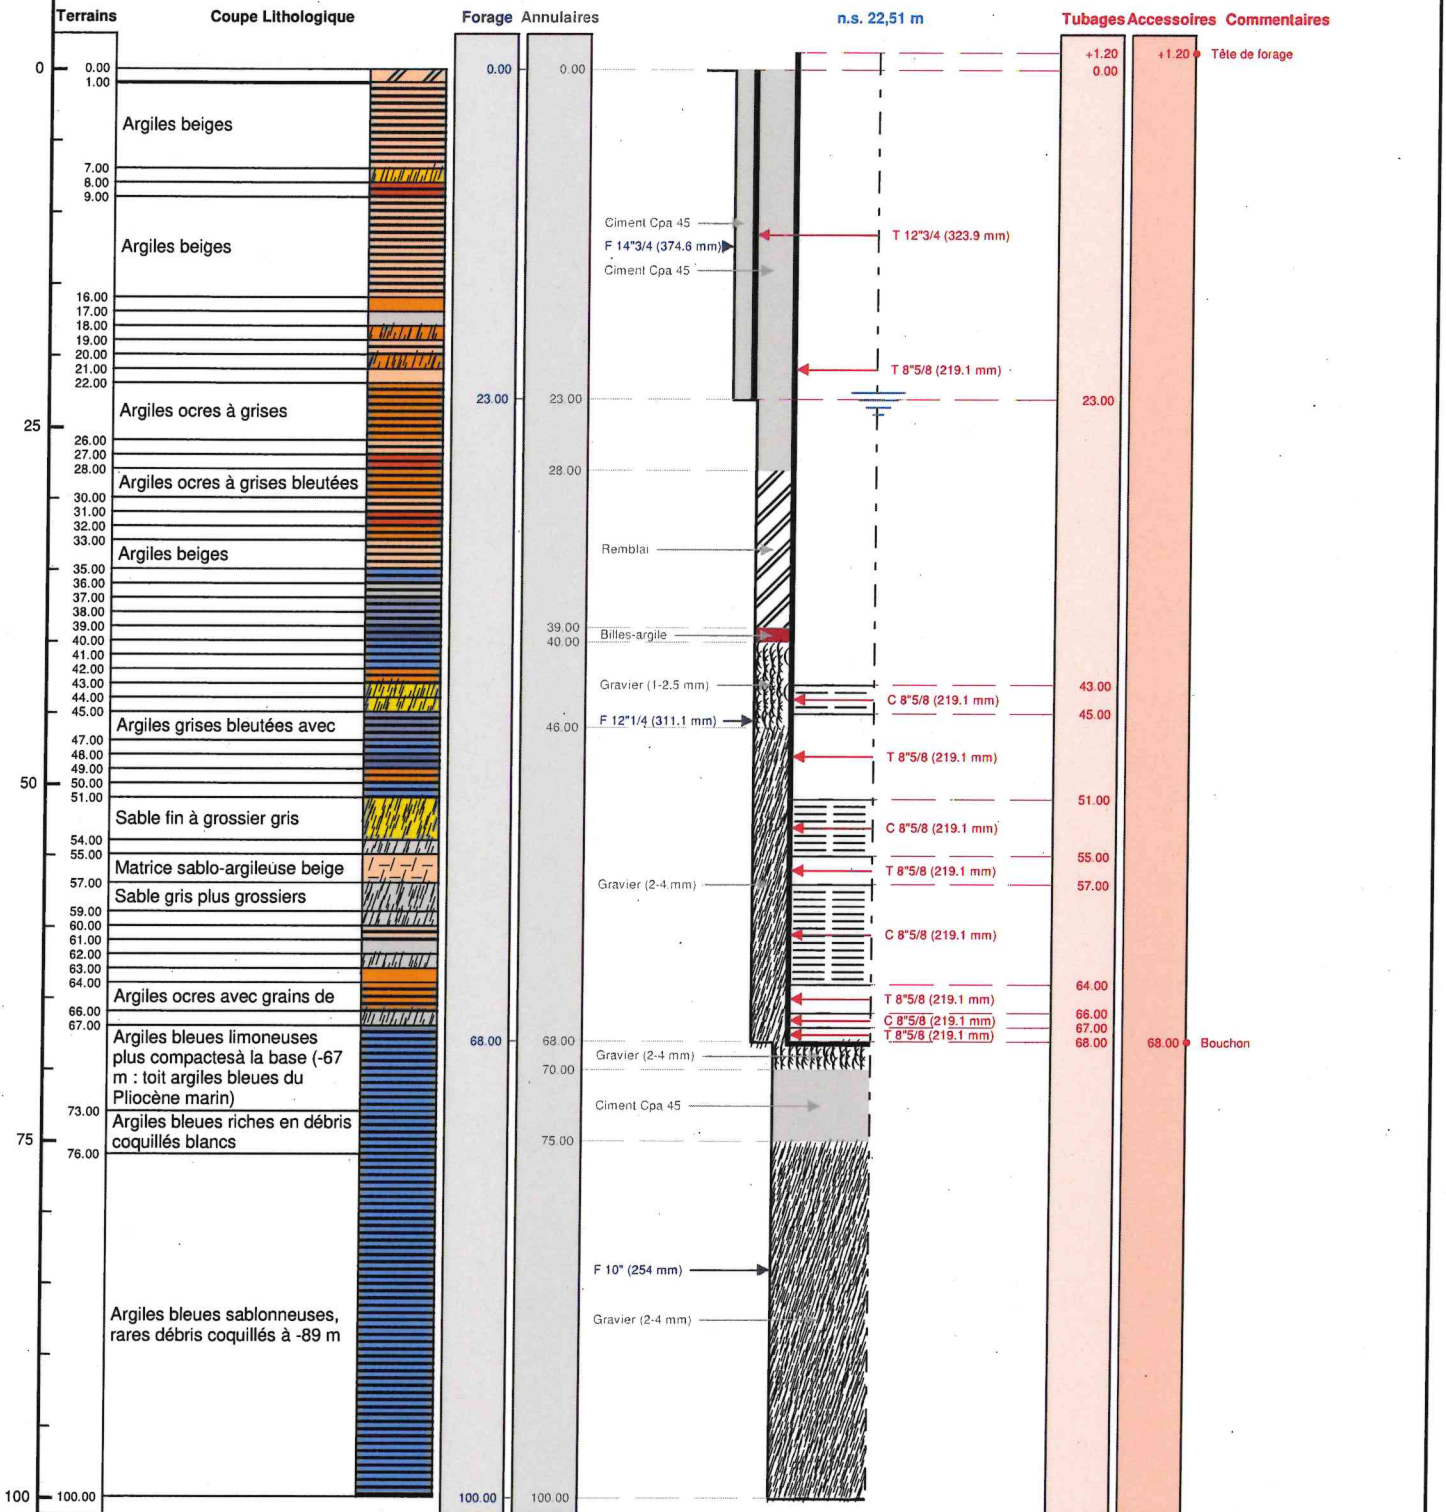 Terrains Coupe Lithologique Forage Annulaires n.s. 22,51 m Tubages Accessoires Commentaires
+1.20 +1.20 Tête de forage
0 0.00 0.00 0.00 0.00
1.00
Argiles beiges
7.00
8.00
9.00
Ciment Cpa 45
T 12"3/4 (323.9 mm)
Argiles beiges
F 14"3/4 (374.6 mm)
Ciment Cpa 45
16.00
17.00
18.00
19.00
20.00
21.00
T 8"5/8 (219.1 mm)
22.00
23.00 23.00 23.00
Argiles ocres à grises
25
26.00
27.00
28.00 28.00
Argiles ocres à grises bleutées
30.00
31.00
32.00
33.00
Remblai
Argiles beiges
35.00
36.00
37.00
38.00
39.00 39.00
Billes-argile
40.00 40.00
41.00
42.00
43.00 Gravier (1-2.5 mm) 43.00
44.00 C 8"5/8 (219.1 mm)
45.00 45.00
F 12"1/4 (311.1 mm)
Argiles grises bleutées avec
46.00
47.00
48.00 T 8"5/8 (219.1 mm)
49.00
50 50.00
51.00 51.00
Sable fin à grossier gris
C 8"5/8 (219.1 mm)
54.00
55.00 55.00
Matrice sablo-argileuse beige
T 8"5/8 (219.1 mm)
57.00 Gravier (2-4 mm) 57.00
Sable gris plus grossiers
59.00
60.00
61.00 C 8"5/8 (219.1 mm)
62.00
63.00
64.00 64.00
Argiles ocres avec grains de
T 8"5/8 (219.1 mm)
66.00 66.00
C 8"5/8 (219.1 mm)
67.00 67.00
T 8"5/8 (219.1 mm)
Argiles bleues limoneuses
68.00 68.00 68.00 68.00 Bouchon
plus compactesà la base (-67
Gravier (2-4 mm)
m : toit argiles bleues du
70.00
Pliocène marin)
Ciment Cpa 45
73.00
Argiles bleues riches en débris
coquillés blancs
75 75.00
76.00
F 10" (254 mm)
Argiles bleues sablonneuses,
Gravier (2-4 mm)
rares débris coquillés à -89 m
100 100.00 100.00 100.00